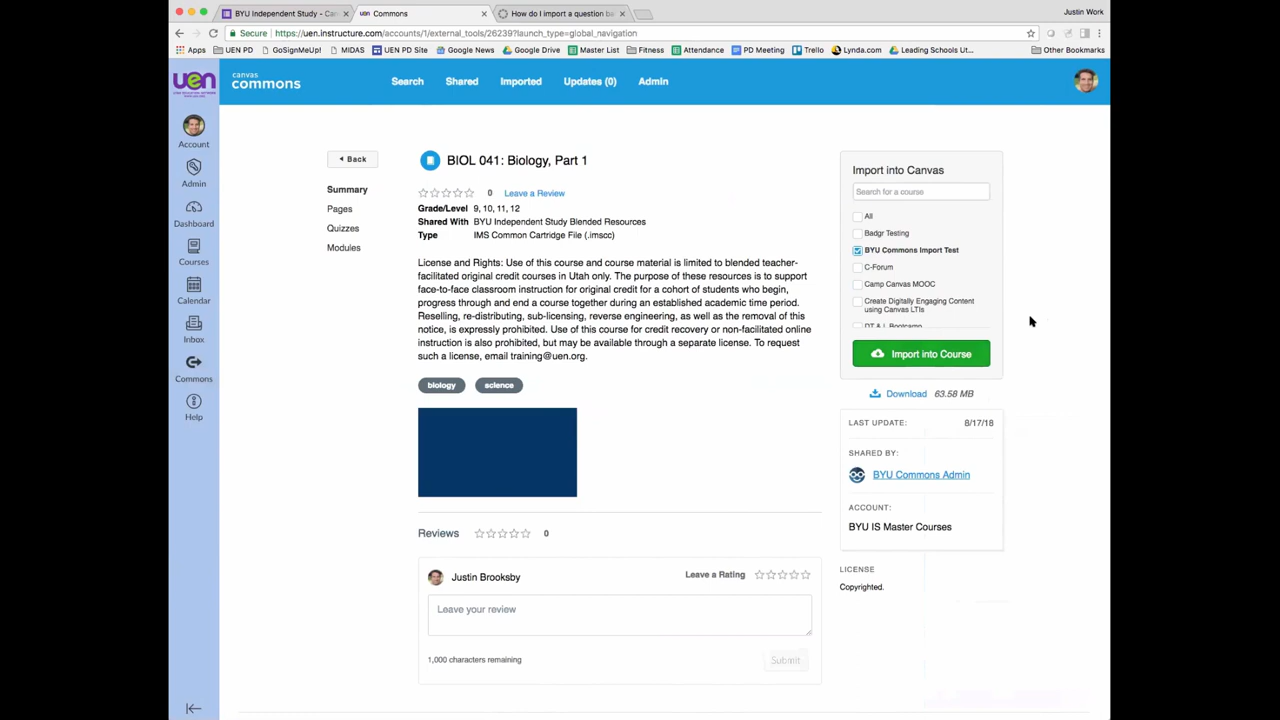 Justin Work
BYU Independent Study - Can
Commons
How do I import a question ba
Secure
https://uen.instructure.com/accounts/1/external_tools/26239?launch_type=global_navigation
Apps
UEN PD
GoSignMeUp!
MIDAS
UEN PD Site
Google News
Google Drive
Master List
Fitness
Attendance
PD Meeting
Trello
Lynda.com
Leading Schools Ut...
Other Bookmarks
uen
Account
Admin
Dashboard
Courses
Calendar
Inbox
Commons
Help
canvas
commons
Search
Shared
Imported
Updates (0)
Admin
Back
Summary
Pages
Quizzes
Modules
BIOL 041: Biology, Part 1
0 Leave a Review
Grade/Level 9, 10, 11, 12
Shared With BYU Independent Study Blended Resources
Type IMS Common Cartridge File (.imscc)
License and Rights: Use of this course and course material is limited to blended teacher-
facilitated original credit courses in Utah only. The purpose of these resources is to support
face-to-face classroom instruction for original credit for a cohort of students who begin,
progress through and end a course together during an established academic time period.
Reselling, re-distributing, sub-licensing, reverse engineering, as well as the removal of this
notice, is expressly prohibited. Use of this course for credit recovery or non-facilitated online
instruction is also prohibited, but may be available through a separate license. To request
such a license, email training@uen.org.
biology
science
Reviews 0
Justin Brooksby
Leave a Rating
Leave your review
1,000 characters remaining
Submit
Import into Canvas
Search for a course
All
Badgr Testing
BYU Commons Import Test
C-Forum
Camp Canvas MOOC
Create Digitally Engaging Content
using Canvas LTIs
DT & L Bootcamp
Import into Course
Download 63.58 MB
LAST UPDATE: 8/17/18
SHARED BY:
BYU Commons Admin
ACCOUNT:
BYU IS Master Courses
LICENSE
Copyrighted.